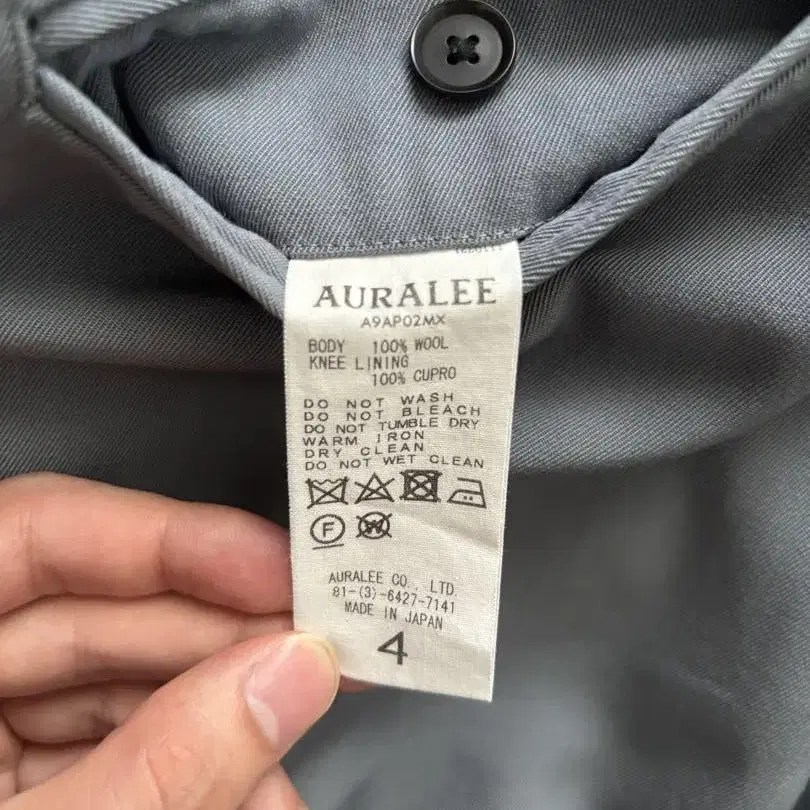 AURALEE
A9AP02MX
BODY 100% WOOL
KNEE LINING
100% CUPRO
DO NOT WASH
DO NOT BLEACH
DO NOT TUMBLE DRY
WARM IRON
DRY CLEAN
DO NOT WET CLEAN
F W
AURALEE CO., LTD.
81-(3)-6427-7141
MADE IN JAPAN
4